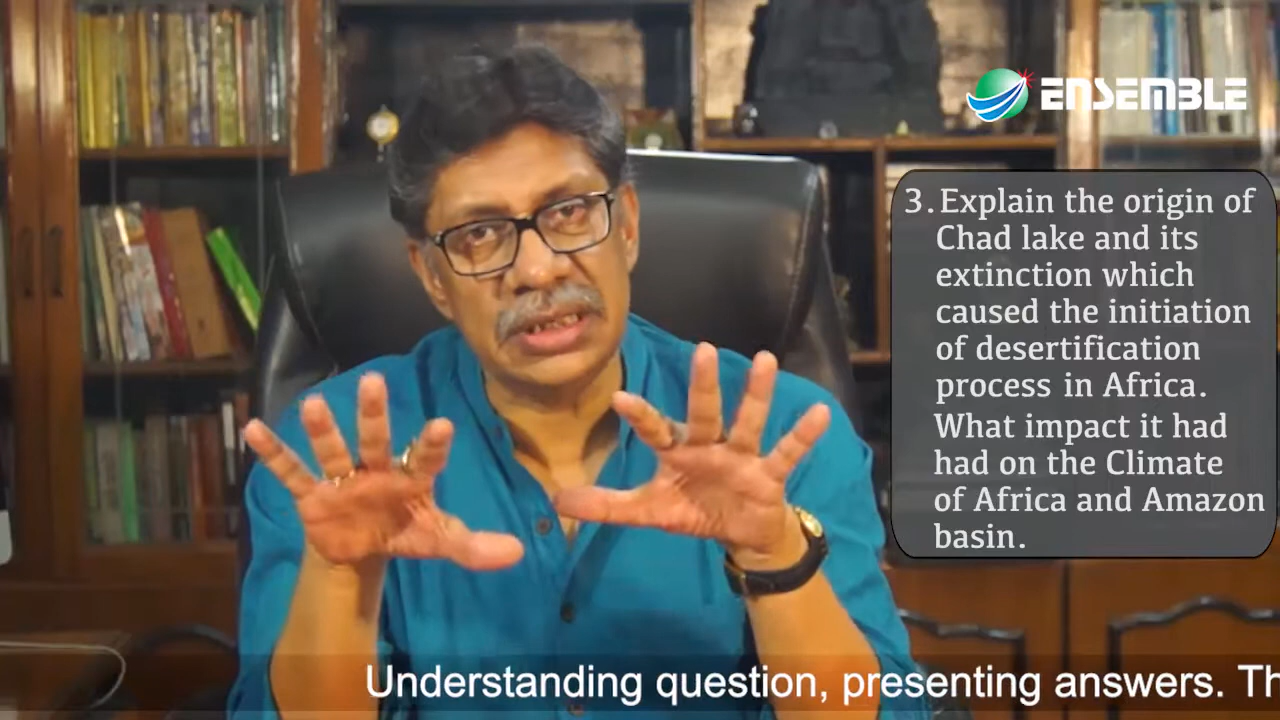 ENSEMBLE
3. Explain the origin of
Chad lake and its
extinction which
caused the initiation
of desertification
process in Africa.
What impact it had
had on the Climate
of Africa and Amazon
basin.
Understanding question, presenting answers. Th